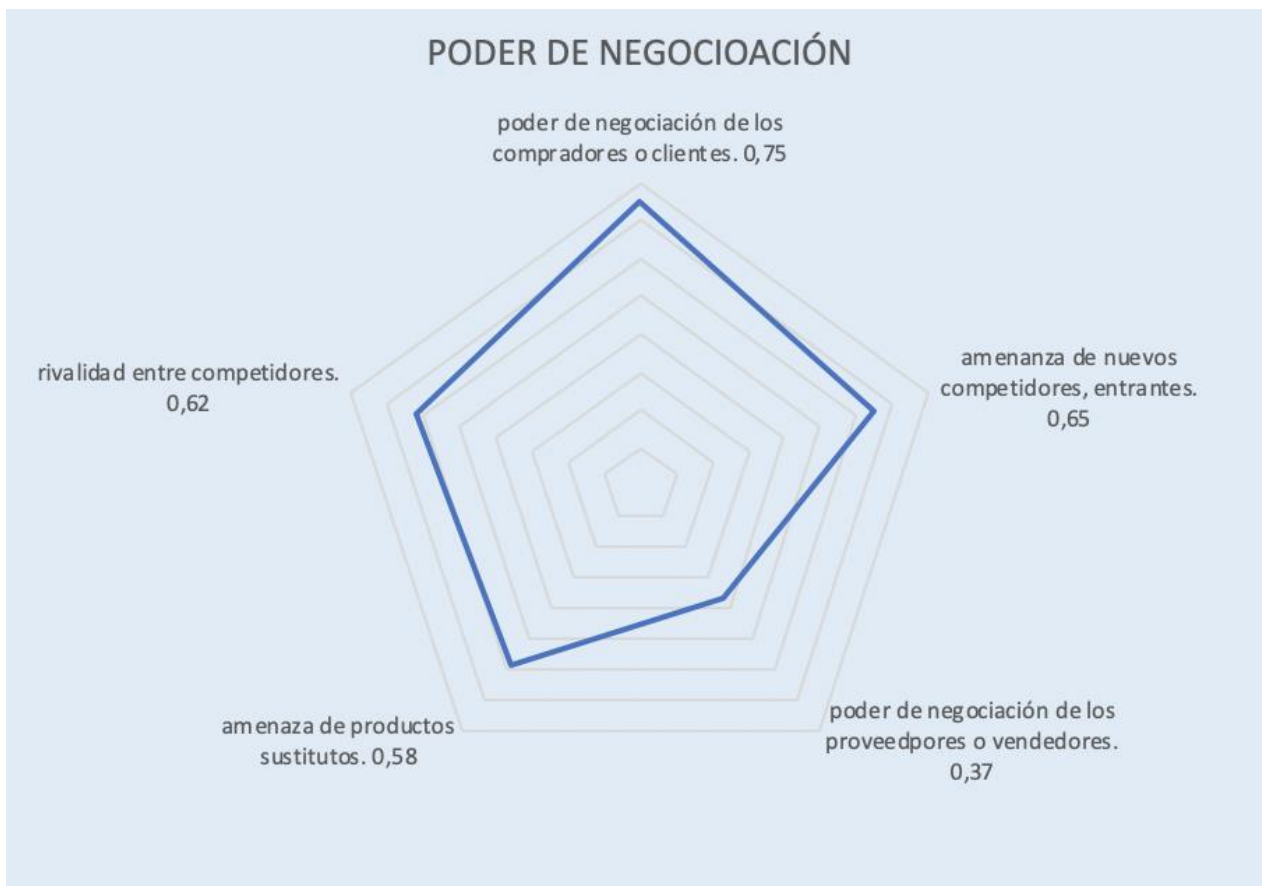 PODER DE NEGOCIOACIÓN
poder de negociación de los
compradores o clientes. 0,75
amenanza de nuevos
competidores, entrantes.
0,65
poder de negociación de los
proveedpores o vendedores.
0,37
amenaza de productos
sustitutos. 0,58
rivalidad entre competidores.
0,62